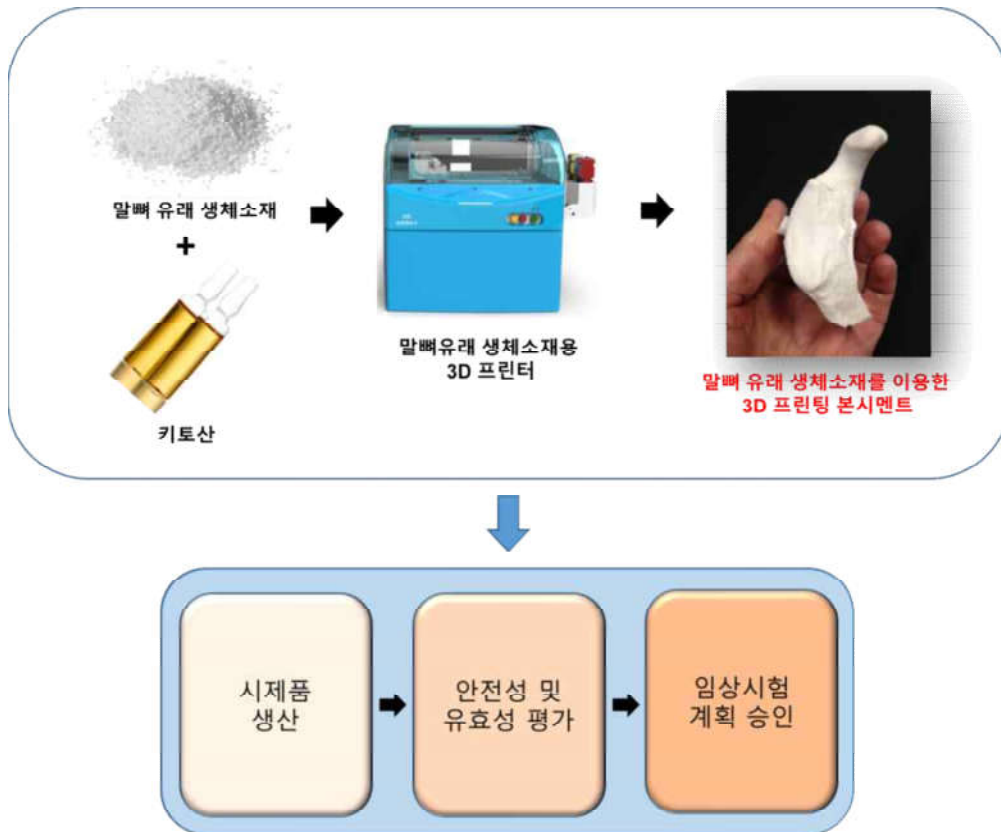 말뼈 유래 생체소재
+
키토산
말뼈유래 생체소재용
3D 프린터
말뼈 유래 생체소재를 이용한
3D 프린팅 본시멘트
시제품
생산
안전성 및
유효성 평가
임상시험
계획 승인